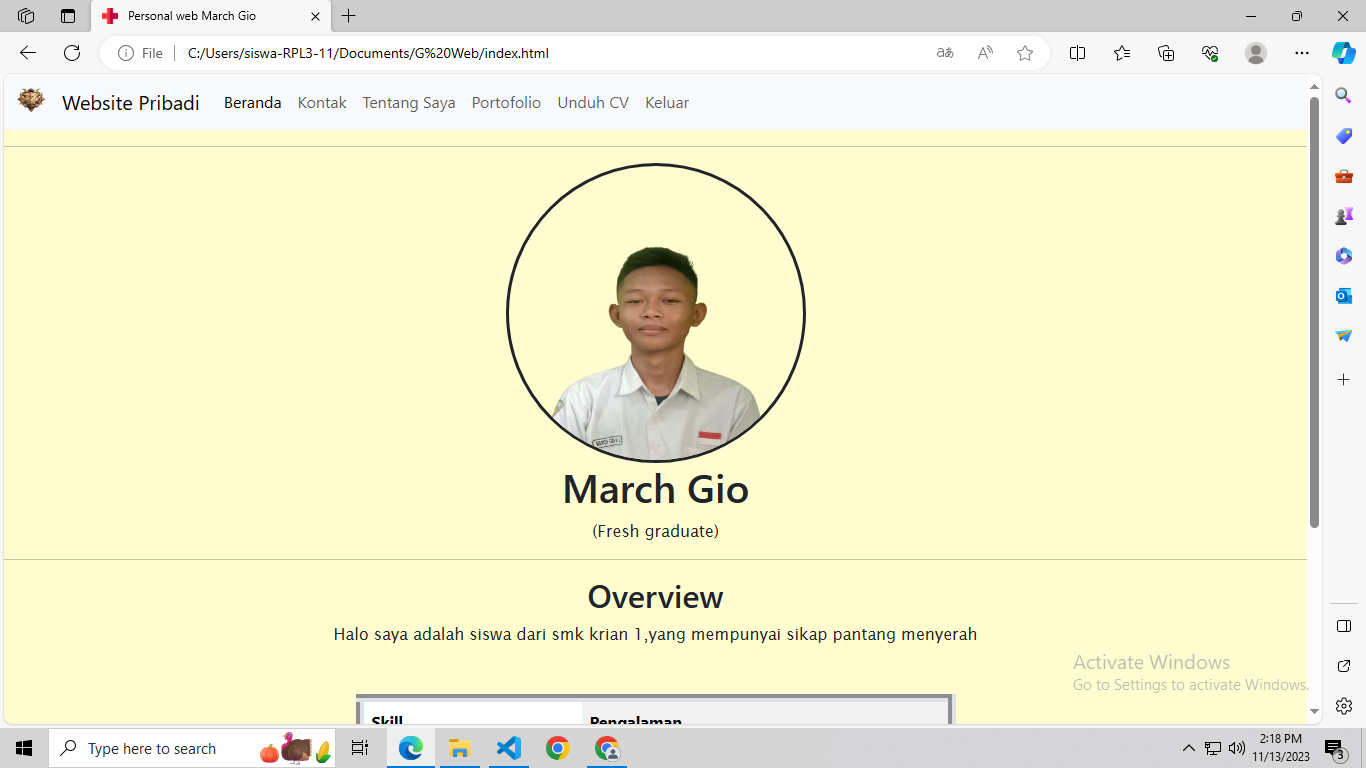 Personal web March Gio
File
C:/Users/siswa-RPL3-11/Documents/G%20Web/index.html
Website Pribadi Beranda Kontak Tentang Saya Portofolio Unduh CV Keluar
March Gio
(Fresh graduate)
Overview
Halo saya adalah siswa dari smk krian 1,yang mempunyai sikap pantang menyerah
Activate Windows
Go to Settings to activate Windows.
Skill Pengalaman
Type here to search
2:18 PM
11/13/2023
3